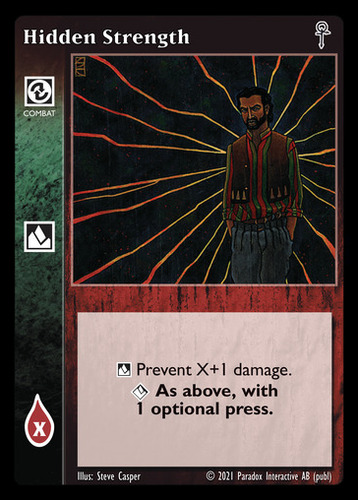 Hidden Strength
COMBAT
Prevent X+1 damage.
As above, with
1 optional press.
X
Illus: Steve Casper © 2021 Paradox Interactive AB (publ)